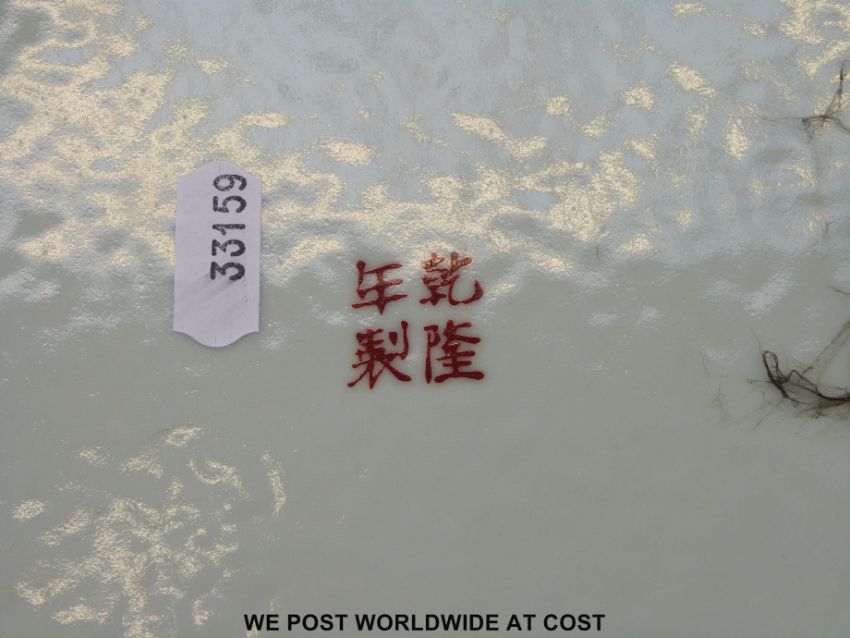 33159
乾隆
年製
WE POST WORLDWIDE AT COST